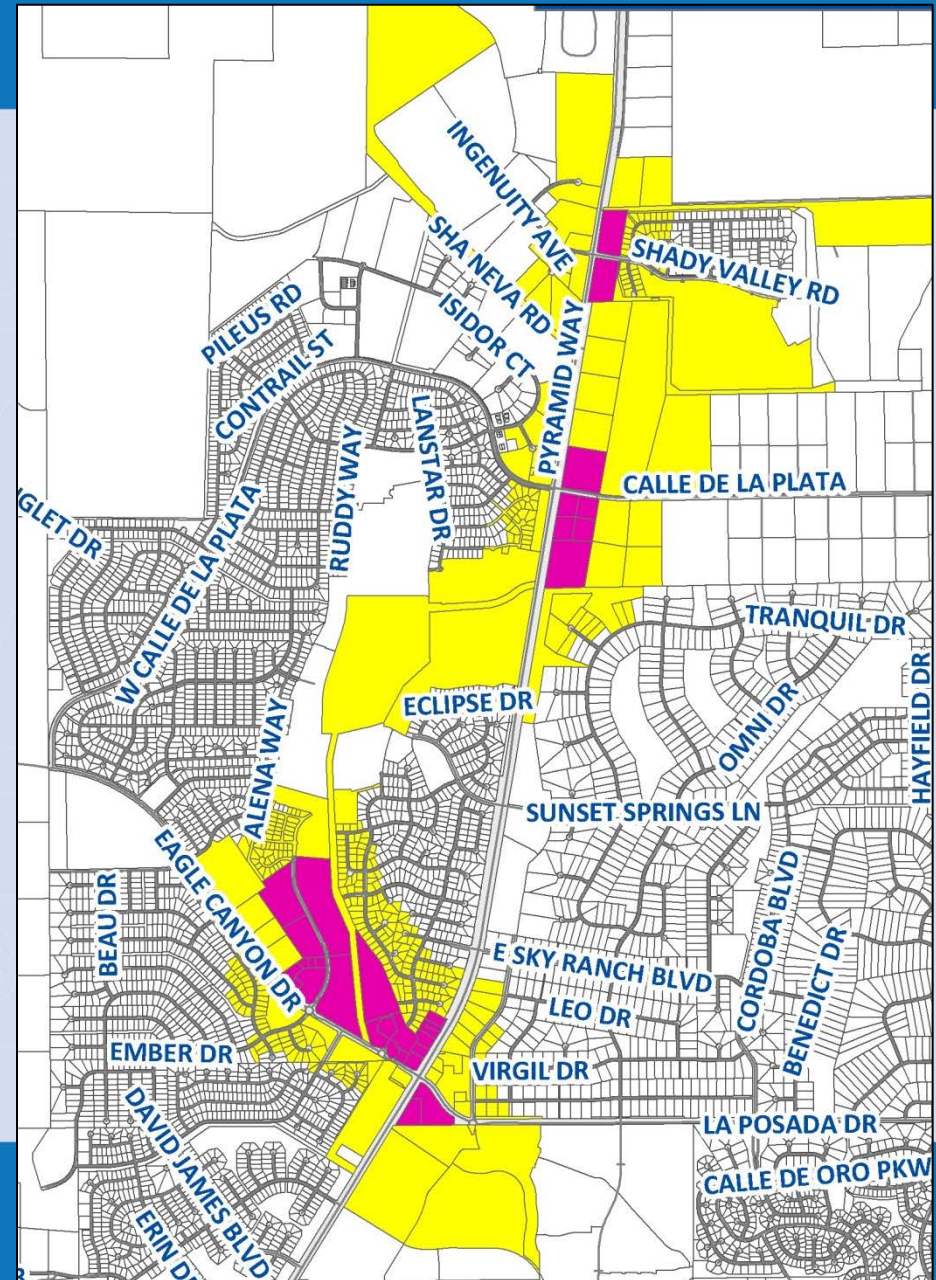 INGENUITY AVE
SHA NEVA RD
SHADY VALLEY RD
ISIDOR CT
PILEUS RD
CONTRAIL ST
PYRAMID WAY
LANSTAR DR
RUDDY WAY
CALLE DE LA PLATA
IGLET DR
W CALLE DE LA PLATA
TRANQUIL DR
ECLIPSE DR
OMNI DR
HAYFIELD DR
ALENA WAY
SUNSET SPRINGS LN
EAGLE CANYON DR
BEAU DR
CORDOBA BLVD
BENEDICT DR
E SKY RANCH BLVD
LEO DR
EMBER DR
VIRGIL DR
DAVID JAMES BLVD
LA POSADA DR
CALLE DE ORO PKW
ERIN D